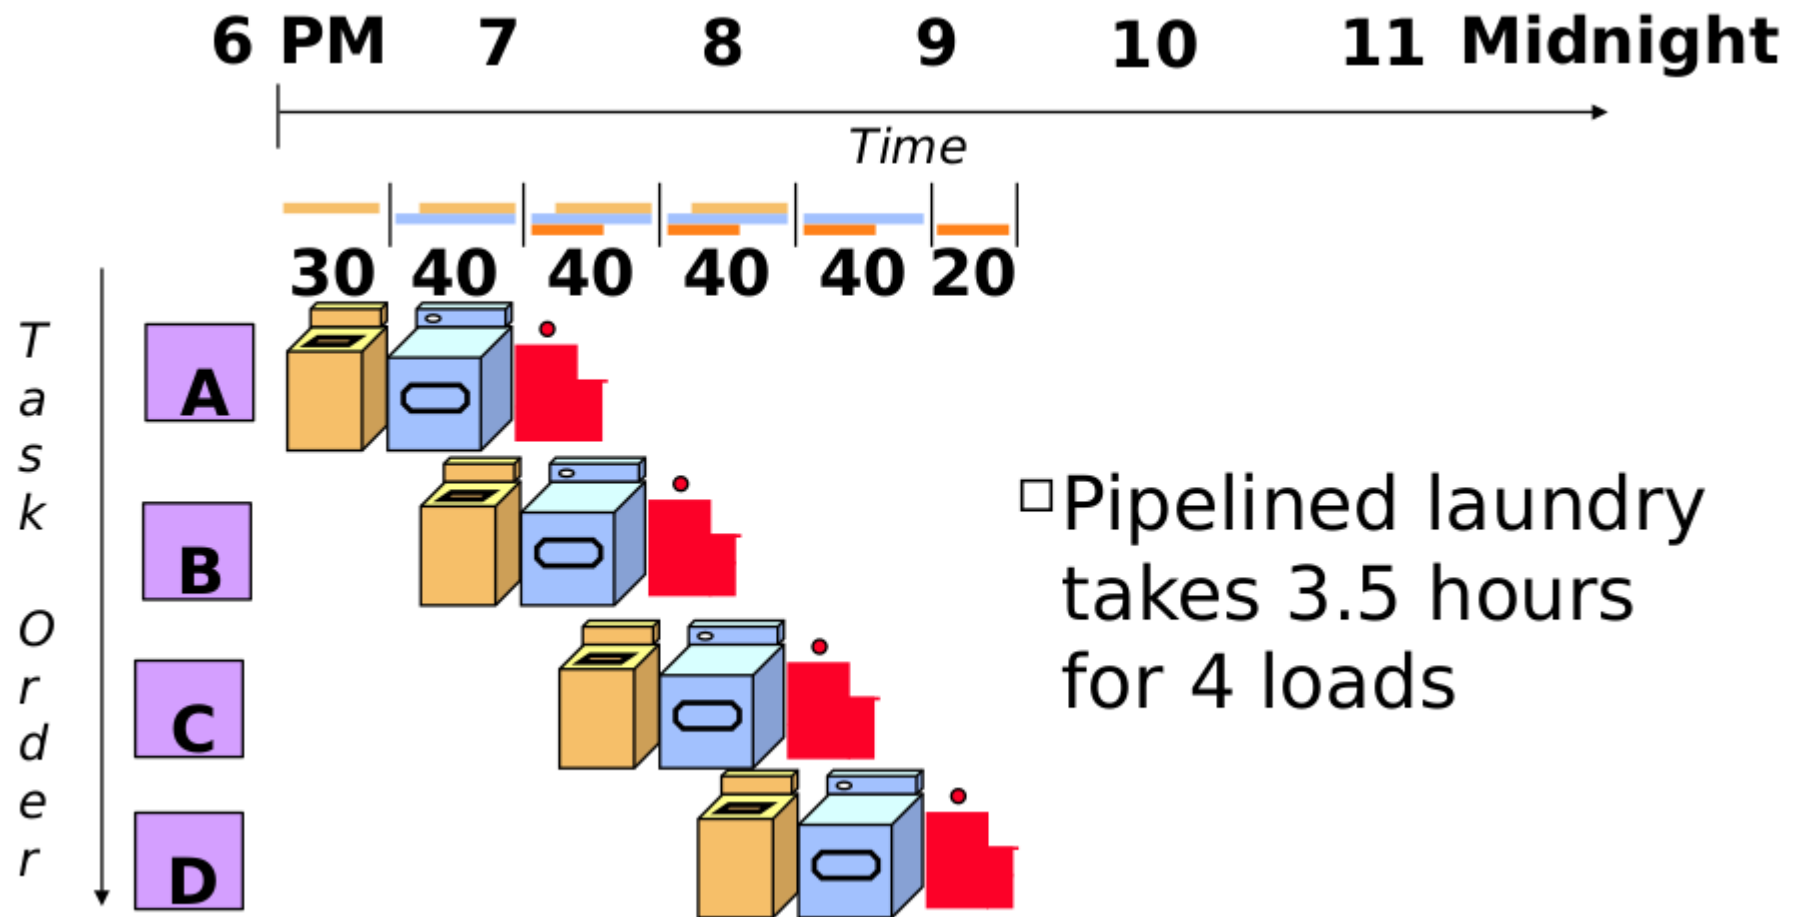 6 PM 7 8 9 10 11 Midnight
Time
30 40 40 40 40 20
Task Order
A
B
C
D
Pipelined laundry
takes 3.5 hours
for 4 loads